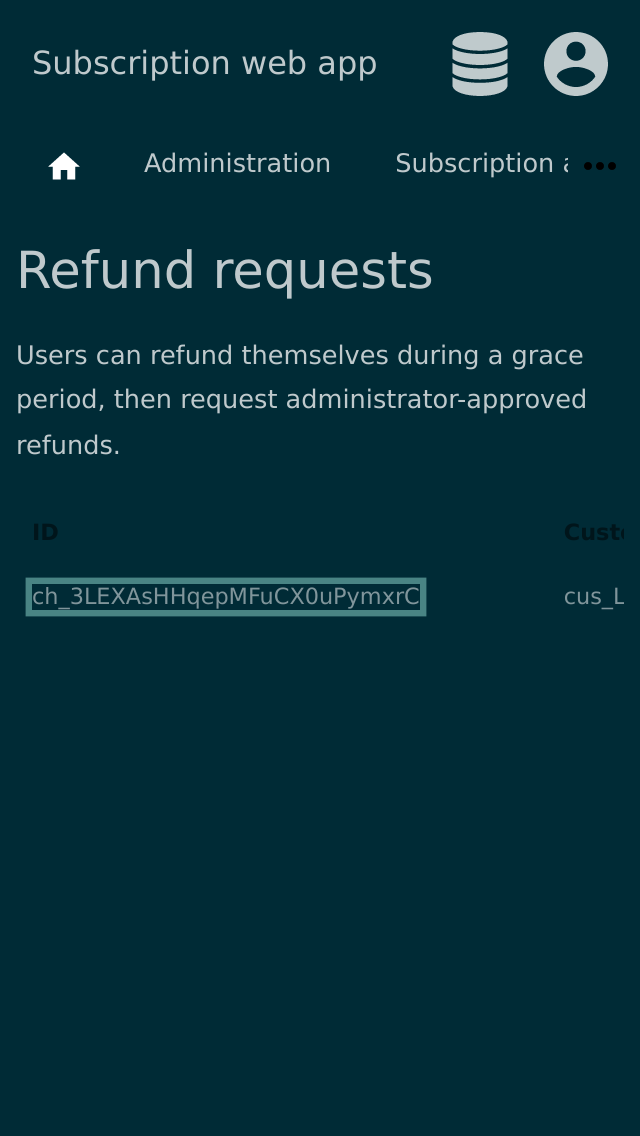 Subscription web app
Administration
Subscription
Refund requests
Users can refund themselves during a grace
period, then request administrator-approved
refunds.
ID
ch_3LEXAsHHqepMFuCX0uPymxrC
cus_L